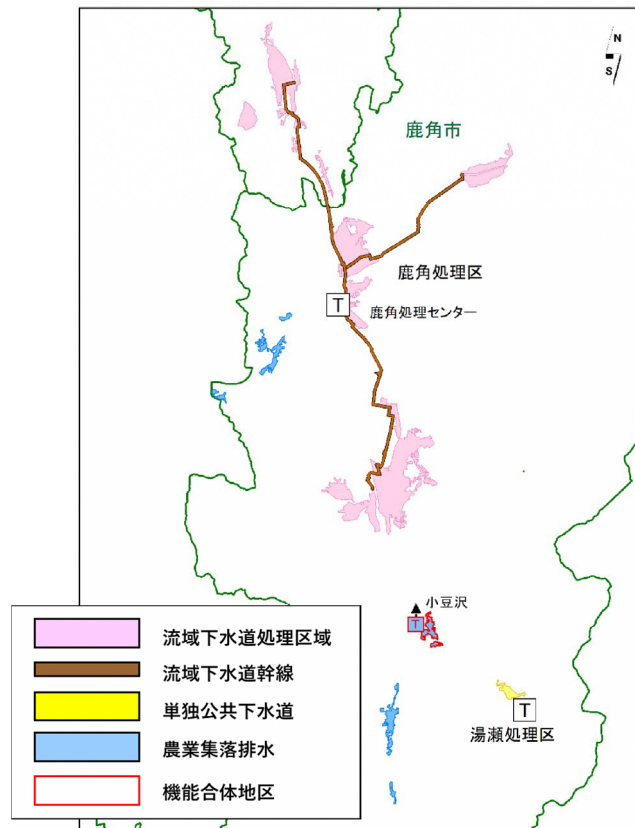 N
S
鹿角市
鹿角処理区
T
鹿角処理センター
小豆沢
T
T
湯瀬処理区
流域下水道処理区域
流域下水道幹線
単独公共下水道
農業集落排水
機能合体地区